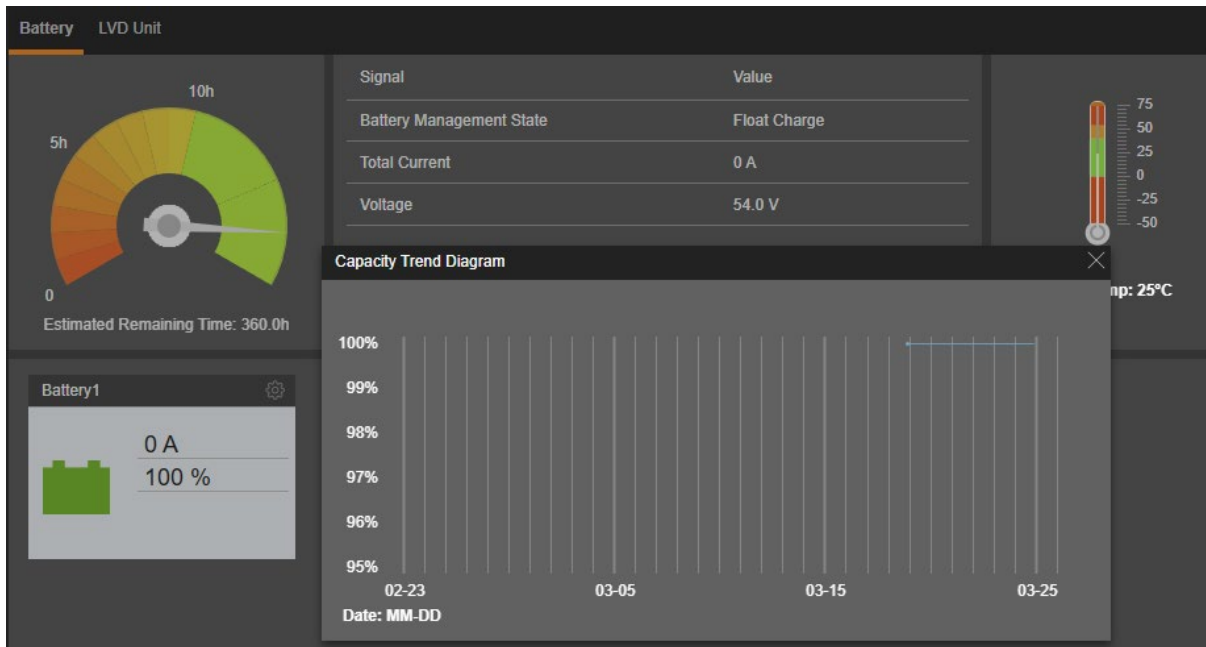 Battery LVD Unit
10h
5h
0
Estimated Remaining Time: 360.0h
Signal Value
Battery Management State Float Charge
Total Current 0 A
Voltage 54.0 V
75
50
25
0
-25
-50
mp: 25°C
Capacity Trend Diagram
100%
99%
98%
97%
96%
95%
02-23 03-05 03-15 03-25
Date: MM-DD
Battery1
0 A
100 %